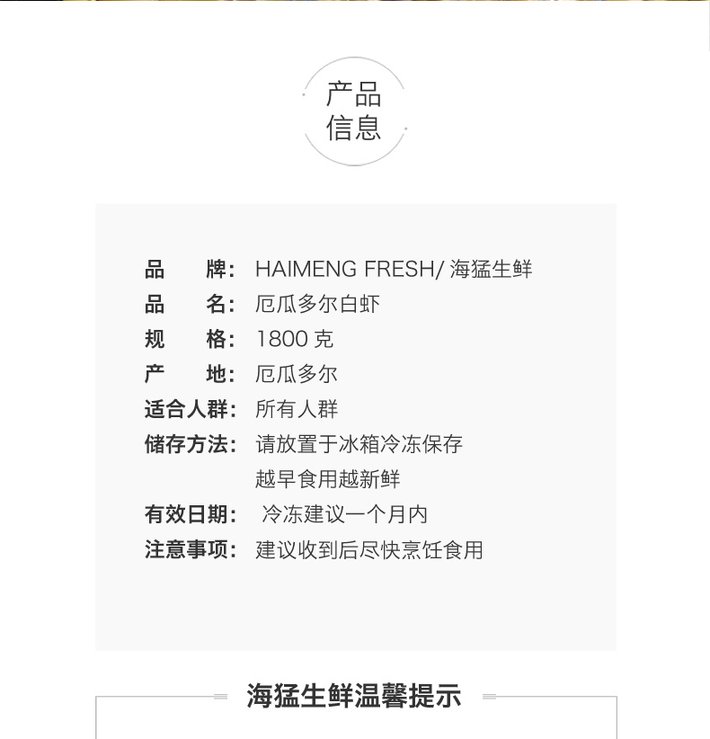 产品
信息
品 牌： HAIMENG FRESH/ 海猛生鲜
品 名： 厄瓜多尔白虾
规 格： 1800 克
产 地： 厄瓜多尔
适合人群： 所有人群
储存方法： 请放置于冰箱冷冻保存
越早食用越新鲜
有效日期： 冷冻建议一个月内
注意事项： 建议收到后尽快烹饪食用
海猛生鲜温馨提示